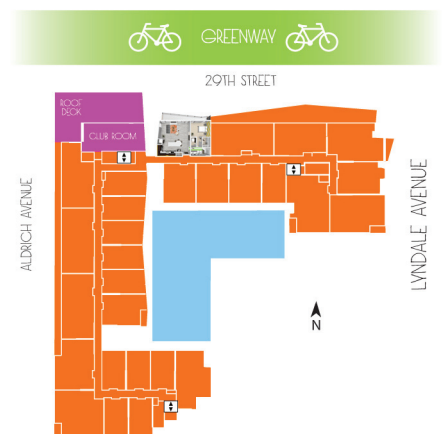 GREENWAY
29TH STREET
ROOF
DECK
CLUB ROOM
ALDRICH AVENUE
LYNDALE AVENUE
N